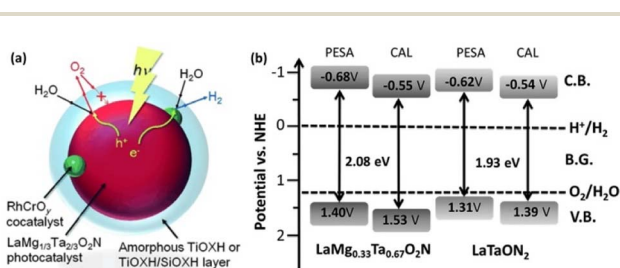 (a)
O₂
hν
H₂O
H₂O
H₂
+
h⁺
e⁻
RhCrOᵧ
cocatalyst
LaMg₁/₃Ta₂/₃O₂N
photocatalyst
Amorphous TiOXH or
TiOXH/SiOXH layer
(b)
PESA CAL PESA CAL
Potential vs. NHE
-1
0
1
2
-0.68V -0.55 V -0.62V -0.54 V C.B.
H⁺/H₂
2.08 eV 1.93 eV B.G.
O₂/H₂O
1.40V 1.53 V 1.31V 1.39 V V.B.
LaMg₀.₃₃Ta₀.₆₇O₂N LaTaON₂